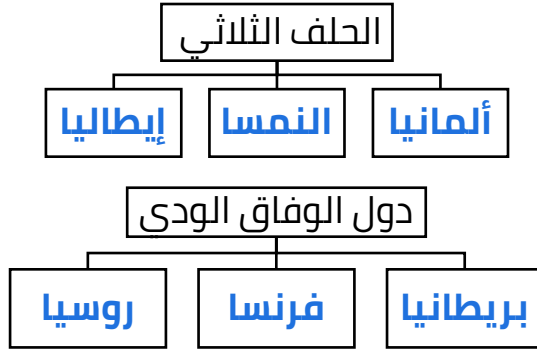 الحلف الثلاثي
ألمانيا النمسا إيطاليا
دول الوفاق الودي
بريطانيا فرنسا روسيا